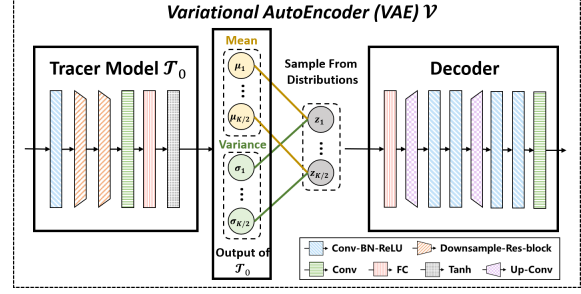 Variational AutoEncoder (VAE) 𝒱
Mean
Tracer Model 𝒯₀
μ₁
⋮
μ_{K/2}
Variance
σ₁
⋮
σ_{K/2}
Output of
𝒯₀
Sample From
Distributions
z₁
⋮
z_{K/2}
Decoder
Conv-BN-ReLU
Downsample-Res-block
Conv
FC
Tanh
Up-Conv